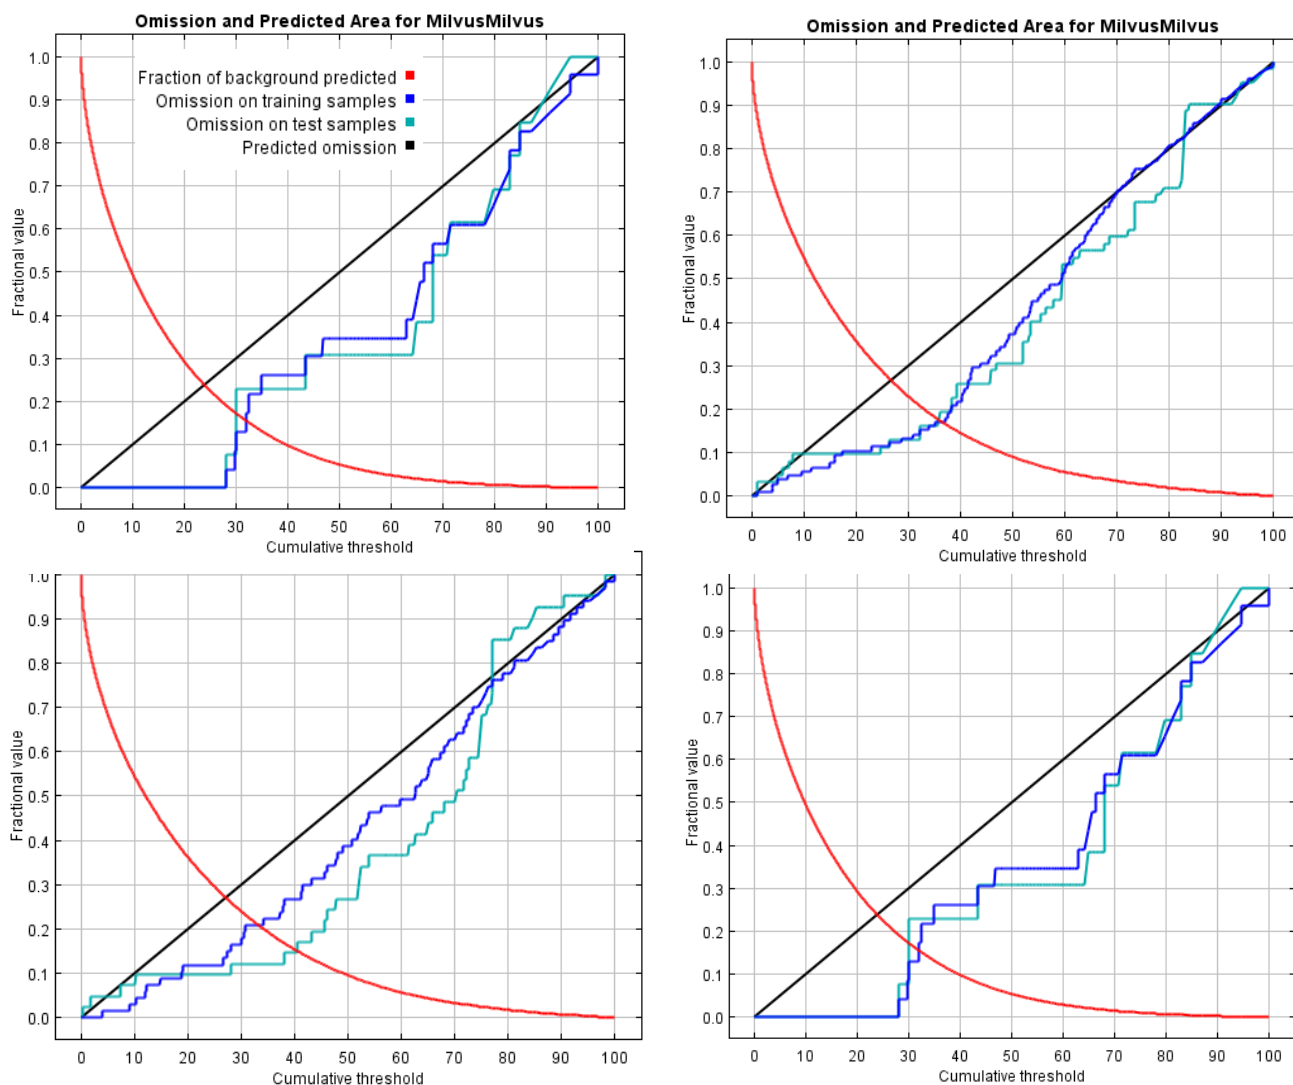 Omission and Predicted Area for MilvusMilvus
Fraction of background predicted
Omission on training samples
Omission on test samples
Predicted omission
Fractional value
1.0
0.9
0.8
0.7
0.6
0.5
0.4
0.3
0.2
0.1
0.0
0 10 20 30 40 50 60 70 80 90 100
Cumulative threshold
Omission and Predicted Area for MilvusMilvus
Fractional value
1.0
0.9
0.8
0.7
0.6
0.5
0.4
0.3
0.2
0.1
0.0
0 10 20 30 40 50 60 70 80 90 100
Cumulative threshold
Fractional value
1.0
0.9
0.8
0.7
0.6
0.5
0.4
0.3
0.2
0.1
0.0
0 10 20 30 40 50 60 70 80 90 100
Cumulative threshold
Fractional value
1.0
0.9
0.8
0.7
0.6
0.5
0.4
0.3
0.2
0.1
0.0
0 10 20 30 40 50 60 70 80 90 100
Cumulative threshold